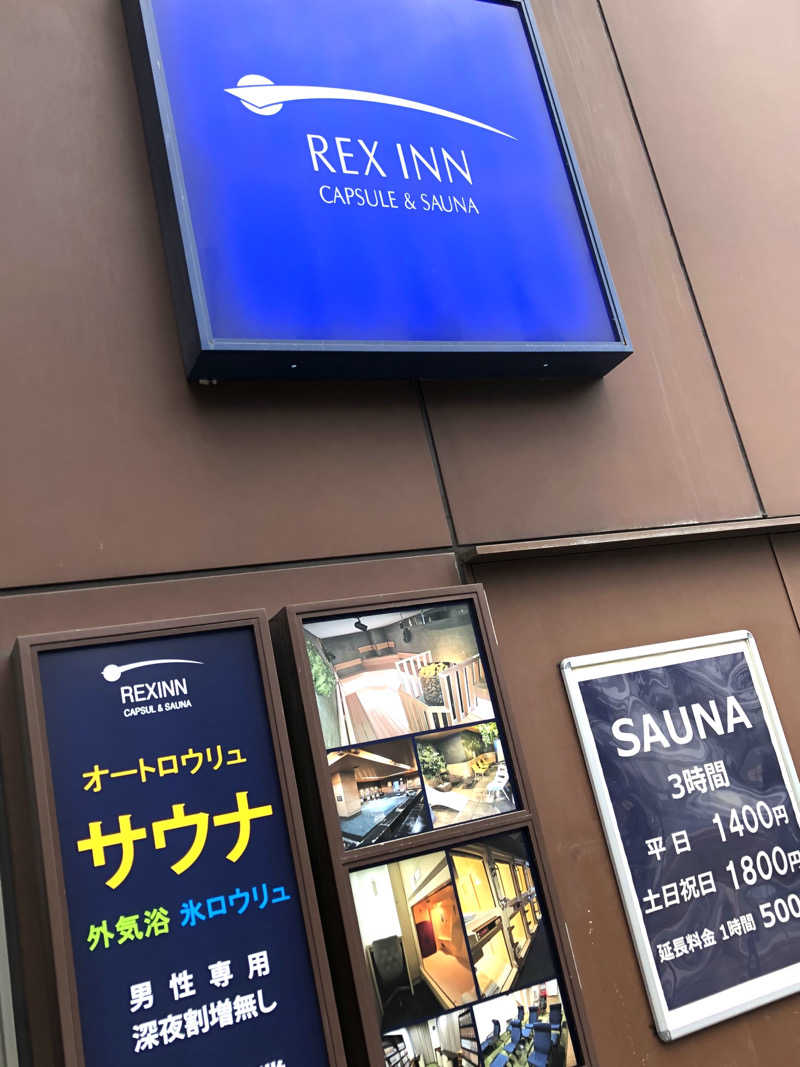 REX INN
CAPSULE & SAUNA
REXINN
CAPSUL & SAUNA
オートロウリュ
サウナ
外気浴 氷ロウリュ
男性専用
深夜割増無し
SAUNA
3時間
平日 1400円
土日祝日 1800円
延長料金 1時間 500